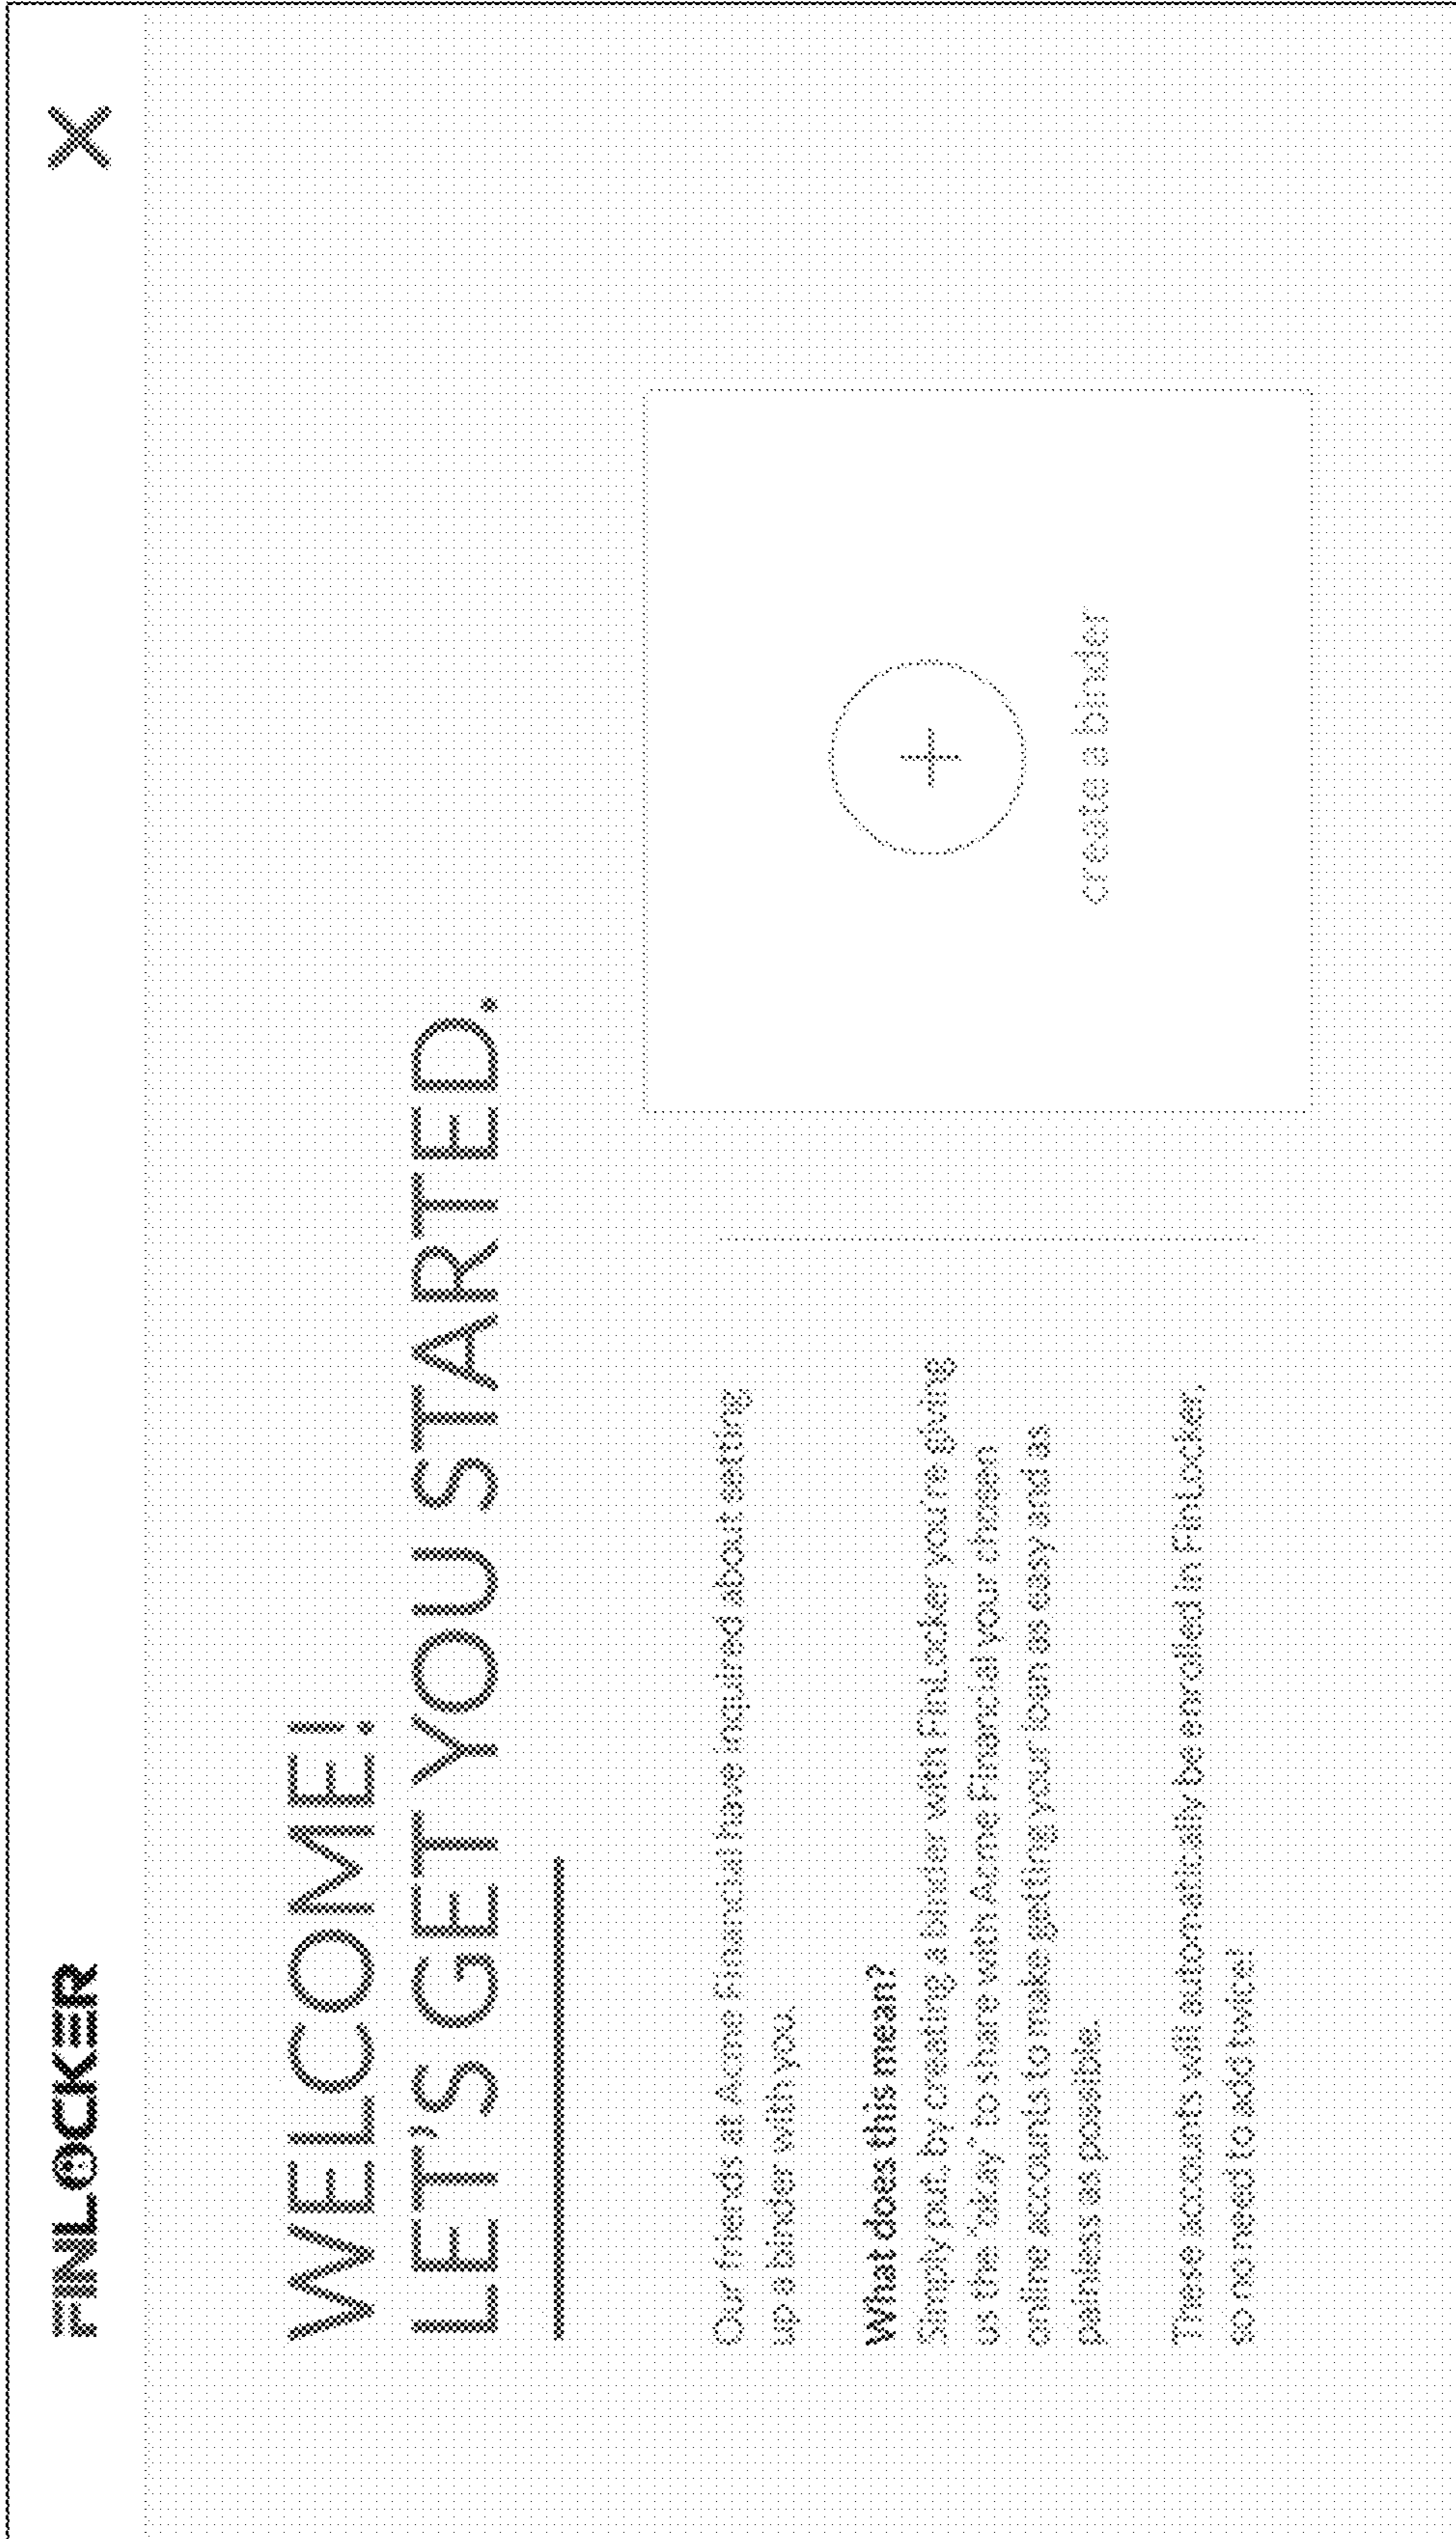 FINLOCKER
WELCOME!
LET'S GET YOU STARTED.
Our friends at Acme Financial have inquired about setting
up a binder with you.
What does this mean?
Simply put, by creating a binder with FinLocker you're giving
us the "okay" to share with Acme Financial your chosen
online accounts to make getting your loan as easy and as
painless as possible.
These accounts will automatically be enrolled in FinLocker,
so no need to add twice!
create a binder